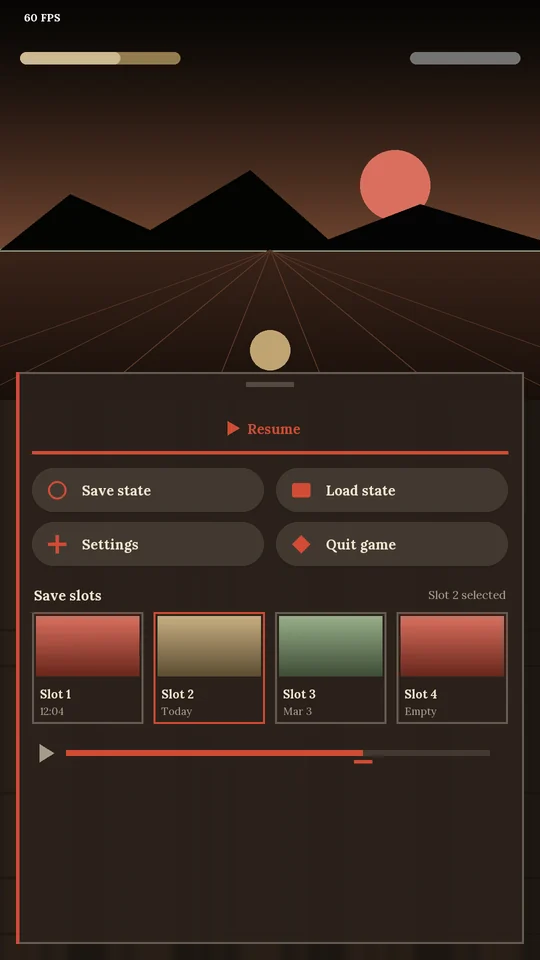 60 FPS
Resume
Save state
Load state
Settings
Quit game
Save slots
Slot 2 selected
Slot 1
12:04
Slot 2
Today
Slot 3
Mar 3
Slot 4
Empty